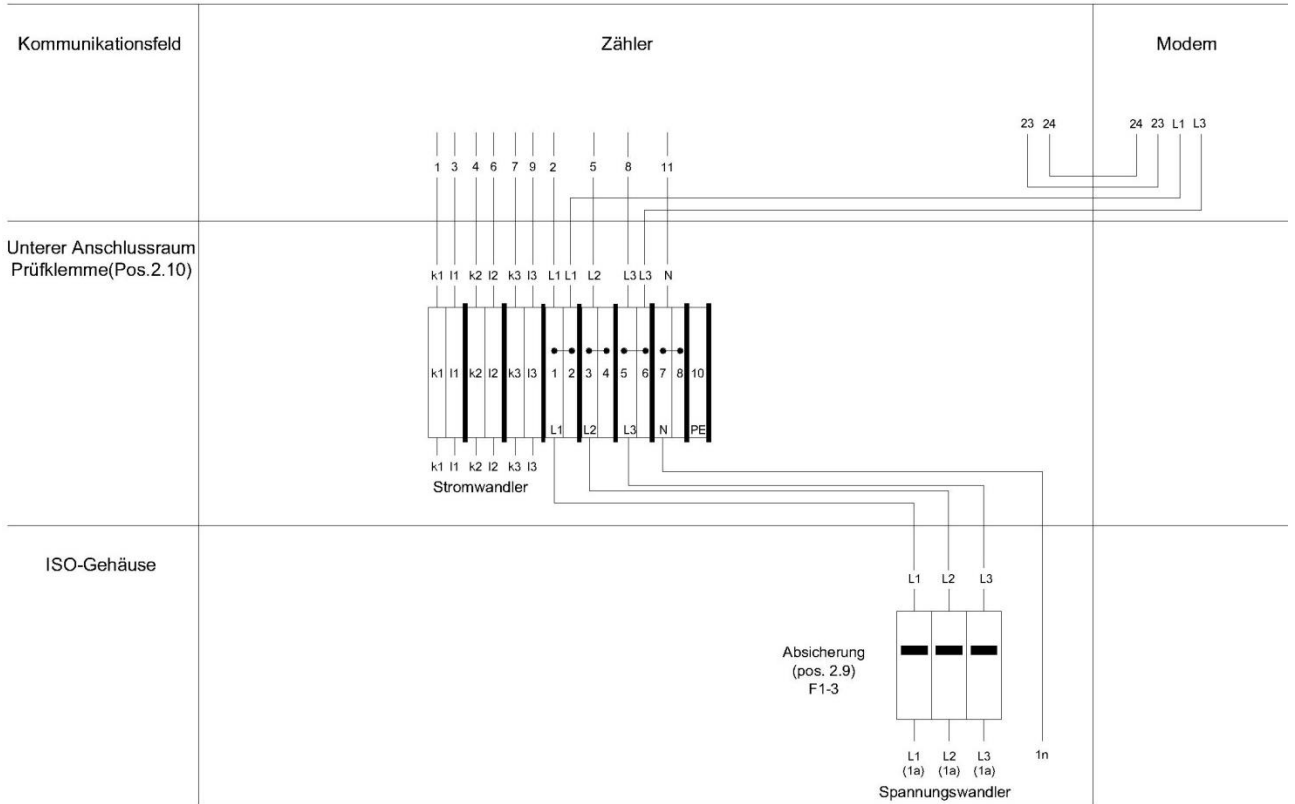 Kommunikationsfeld Zähler Modem
23 24 24 23 L1 L3
1 3 4 6 7 9 2 5 8 11
Unterer Anschlussraum
Prüfklemme(Pos.2.10)
k1 l1 k2 l2 k3 l3 L1 L1 L2 L3 L3 N
k1 l1 k2 l2 k3 l3 1 2 3 4 5 6 7 8 10
L1 L2 L3 N PE
k1 l1 k2 l2 k3 l3
Stromwandler
ISO-Gehäuse
L1 L2 L3
Absicherung
(pos. 2.9)
F1-3
L1 L2 L3 1n
(1a) (1a) (1a)
Spannungswandler